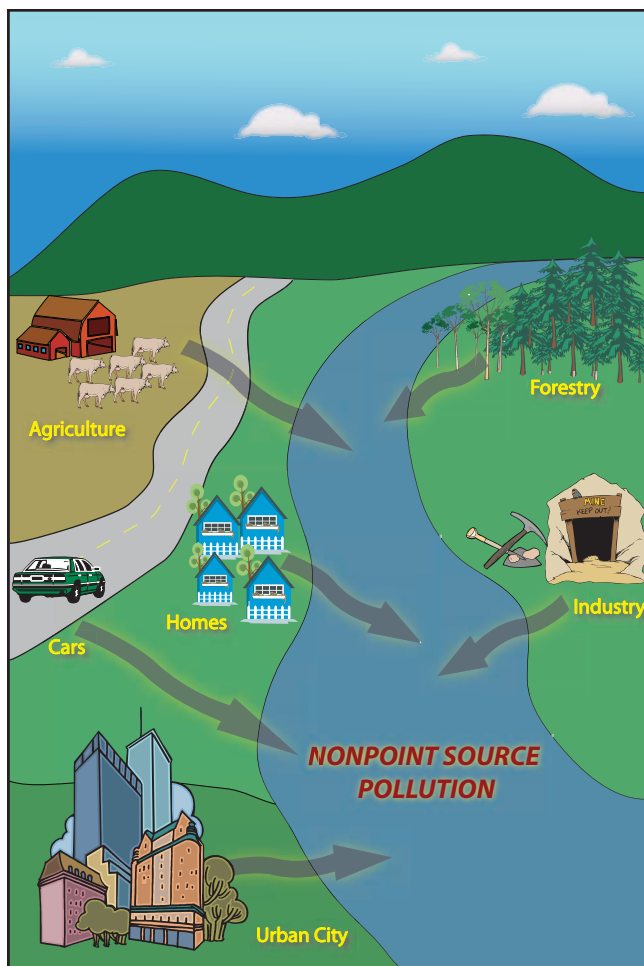 Forestry
Agriculture
MINE
KEEP OUT!
Industry
Homes
Cars
NONPOINT SOURCE
POLLUTION
Urban City